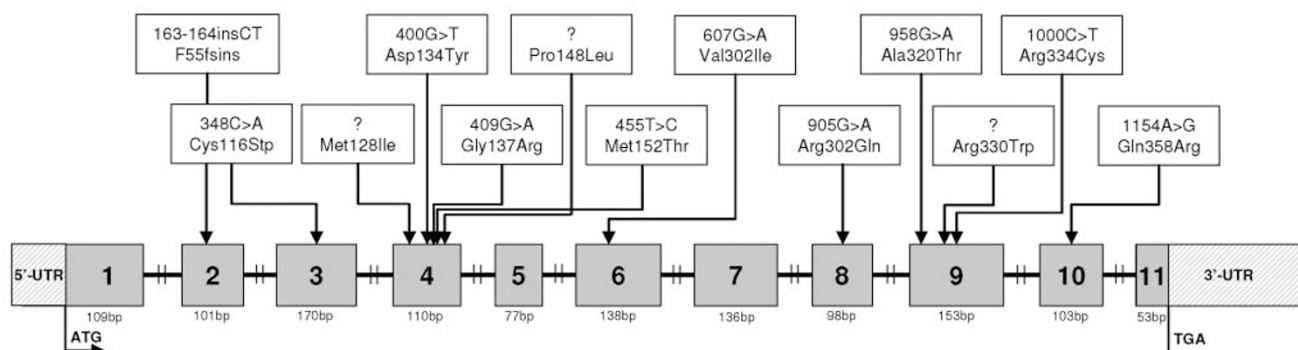 163-164insCT
F55fsins
400G>T
Asp134Tyr
?
Pro148Leu
607G>A
Val302Ile
958G>A
Ala320Thr
1000C>T
Arg334Cys
348C>A
Cys116Stp
?
Met128Ile
409G>A
Gly137Arg
455T>C
Met152Thr
905G>A
Arg302Gln
?
Arg330Trp
1154A>G
Gln358Arg
5'-UTR 1 2 3 4 5 6 7 8 9 10 11 3'-UTR
109bp 101bp 170bp 110bp 77bp 138bp 136bp 98bp 153bp 103bp 53bp
ATG TGA